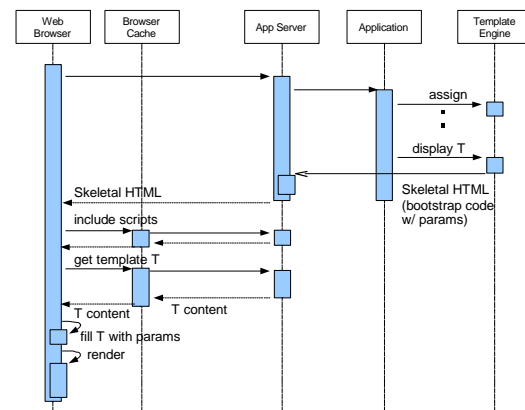 Web
Browser
Browser
Cache
App Server
Application
Template
Engine
assign
display T
Skeletal HTML
Skeletal HTML
(bootstrap code
w/ params)
include scripts
get template T
T content
T content
fill T with params
render